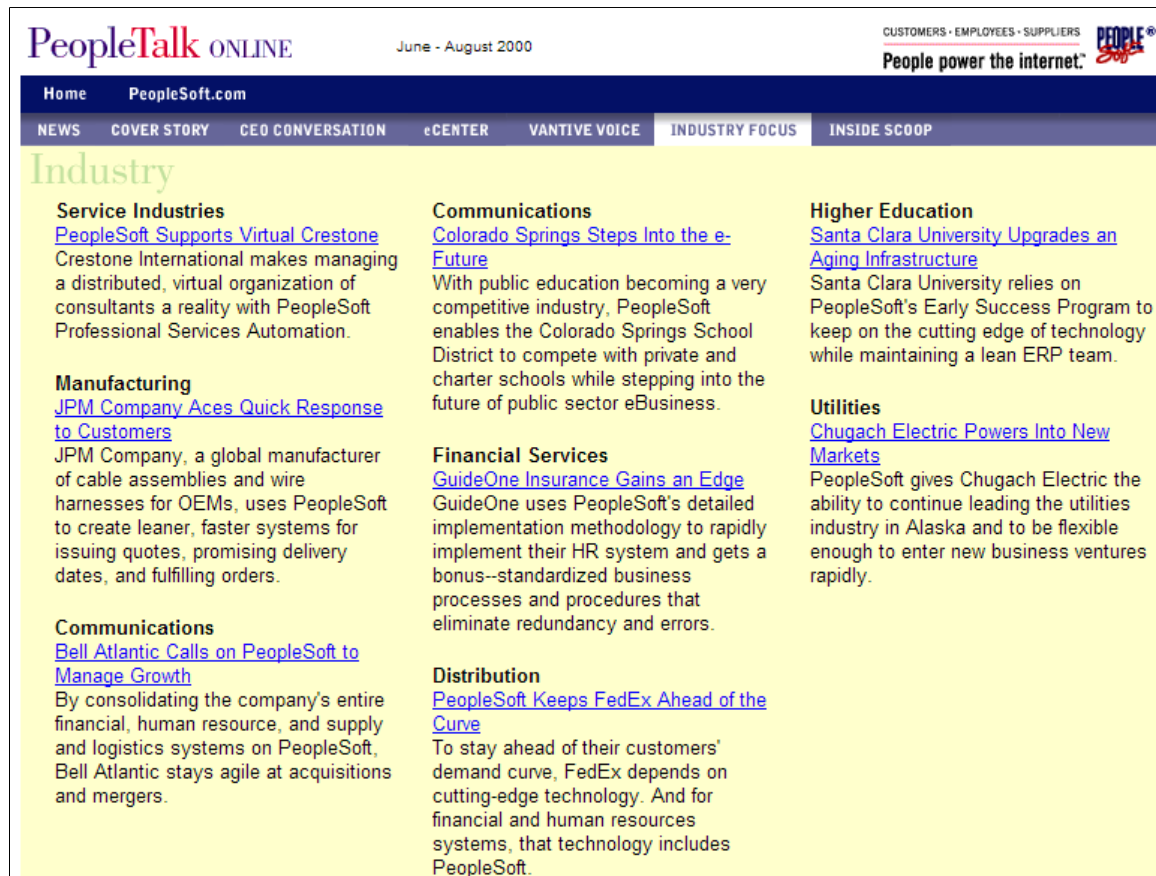 PeopleTalk ONLINE
June - August 2000
CUSTOMERS • EMPLOYEES • SUPPLIERS
People power the internet.™
PEOPLE®
Soft
Home PeopleSoft.com
NEWS COVER STORY CEO CONVERSATION eCENTER VANTIVE VOICE INDUSTRY FOCUS INSIDE SCOOP
Industry
Service Industries
PeopleSoft Supports Virtual Crestone
Crestone International makes managing
a distributed, virtual organization of
consultants a reality with PeopleSoft
Professional Services Automation.
Manufacturing
JPM Company Aces Quick Response
to Customers
JPM Company, a global manufacturer
of cable assemblies and wire
harnesses for OEMs, uses PeopleSoft
to create leaner, faster systems for
issuing quotes, promising delivery
dates, and fulfilling orders.
Communications
Bell Atlantic Calls on PeopleSoft to
Manage Growth
By consolidating the company's entire
financial, human resource, and supply
and logistics systems on PeopleSoft,
Bell Atlantic stays agile at acquisitions
and mergers.
Communications
Colorado Springs Steps Into the e-
Future
With public education becoming a very
competitive industry, PeopleSoft
enables the Colorado Springs School
District to compete with private and
charter schools while stepping into the
future of public sector eBusiness.
Financial Services
GuideOne Insurance Gains an Edge
GuideOne uses PeopleSoft's detailed
implementation methodology to rapidly
implement their HR system and gets a
bonus--standardized business
processes and procedures that
eliminate redundancy and errors.
Distribution
PeopleSoft Keeps FedEx Ahead of the
Curve
To stay ahead of their customers'
demand curve, FedEx depends on
cutting-edge technology. And for
financial and human resources
systems, that technology includes
PeopleSoft.
Higher Education
Santa Clara University Upgrades an
Aging Infrastructure
Santa Clara University relies on
PeopleSoft's Early Success Program to
keep on the cutting edge of technology
while maintaining a lean ERP team.
Utilities
Chugach Electric Powers Into New
Markets
PeopleSoft gives Chugach Electric the
ability to continue leading the utilities
industry in Alaska and to be flexible
enough to enter new business ventures
rapidly.